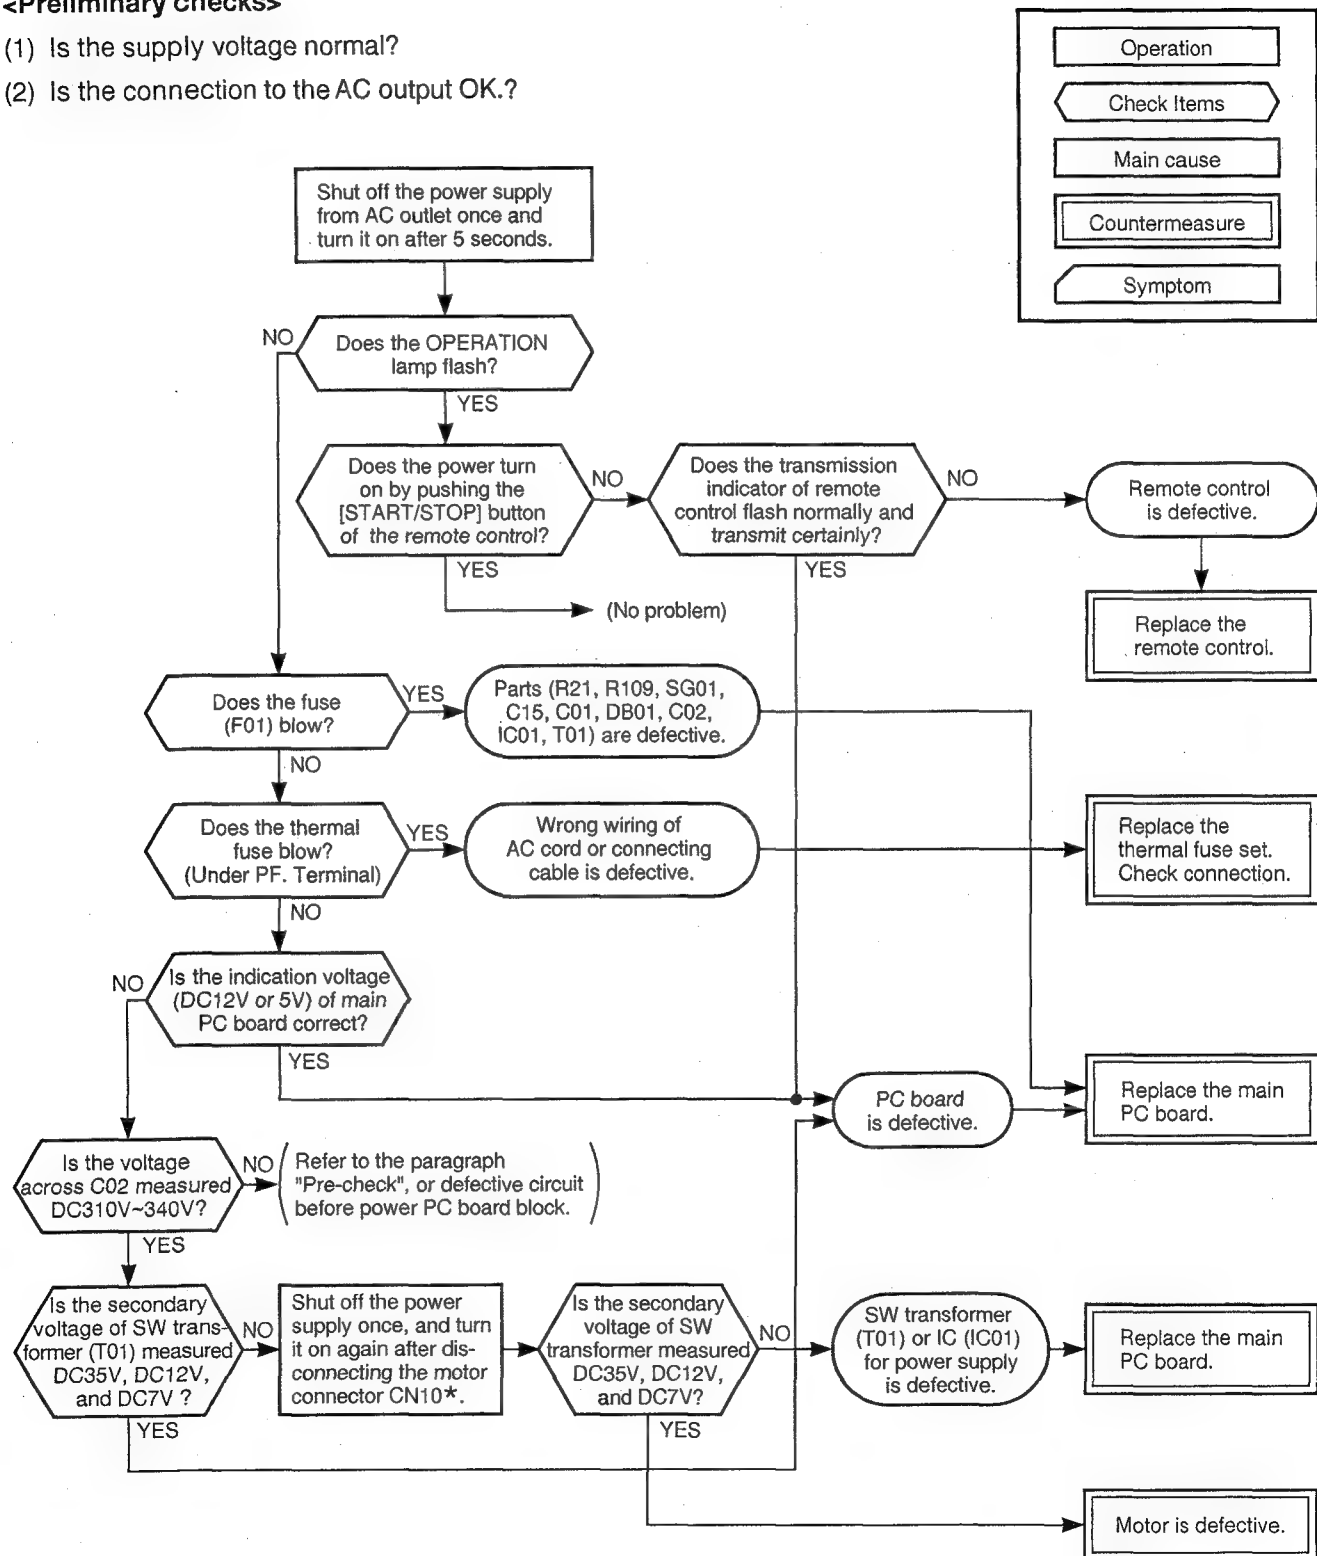 <Preliminary checks>
(1) Is the supply voltage normal?
(2) Is the connection to the AC output OK.?
Operation
Check Items
Main cause
Countermeasure
Symptom
Shut off the power supply
from AC outlet once and
turn it on after 5 seconds.
NO
Does the OPERATION
lamp flash?
YES
Does the power turn
on by pushing the
[START/STOP] button
of the remote control?
NO
Does the transmission
indicator of remote
control flash normally and
transmit certainly?
NO
Remote control
is defective.
YES
YES
(No problem)
Replace the
remote control.
Does the fuse
(F01) blow?
YES
Parts (R21, R109, SG01,
C15, C01, DB01, C02,
IC01, T01) are defective.
NO
Does the thermal
fuse blow?
(Under PF. Terminal)
YES
Wrong wiring of
AC cord or connecting
cable is defective.
Replace the
thermal fuse set.
Check connection.
NO
NO
Is the indication voltage
(DC12V or 5V) of main
PC board correct?
YES
PC board
is defective.
Replace the main
PC board.
Is the voltage
across C02 measured
DC310V~340V?
NO
(Refer to the paragraph
"Pre-check", or defective circuit
before power PC board block.)
YES
Is the secondary
voltage of SW trans-
former (T01) measured
DC35V, DC12V,
and DC7V ?
NO
Shut off the power
supply once, and turn
it on again after dis-
connecting the motor
connector CN10*.
Is the secondary
voltage of SW
transformer measured
DC35V, DC12V,
and DC7V?
NO
SW transformer
(T01) or IC (IC01)
for power supply
is defective.
Replace the main
PC board.
YES
YES
Motor is defective.